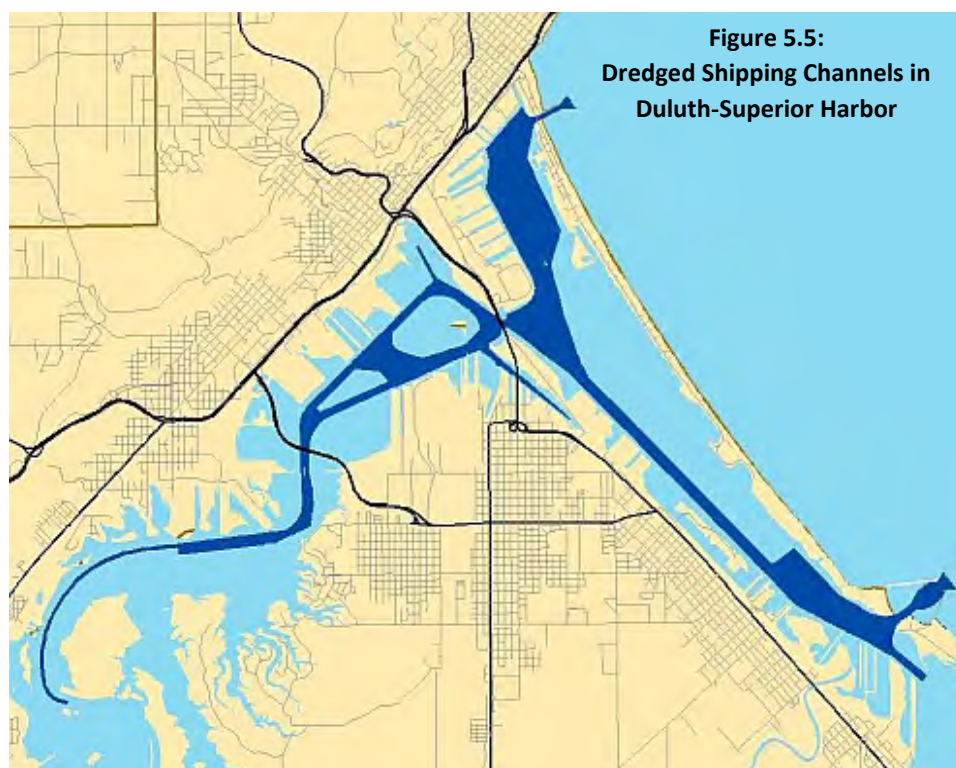 Figure 5.5:
Dredged Shipping Channels in
Duluth-Superior Harbor